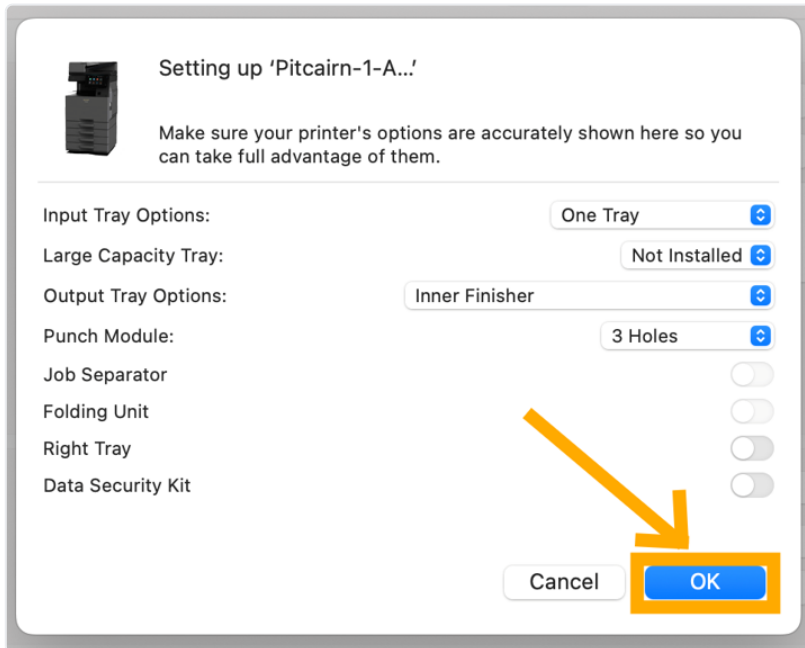 Setting up ‘Pitcairn-1-A...’
Make sure your printer's options are accurately shown here so you
can take full advantage of them.
Input Tray Options: One Tray
Large Capacity Tray: Not Installed
Output Tray Options: Inner Finisher
Punch Module: 3 Holes
Job Separator
Folding Unit
Right Tray
Data Security Kit
Cancel OK